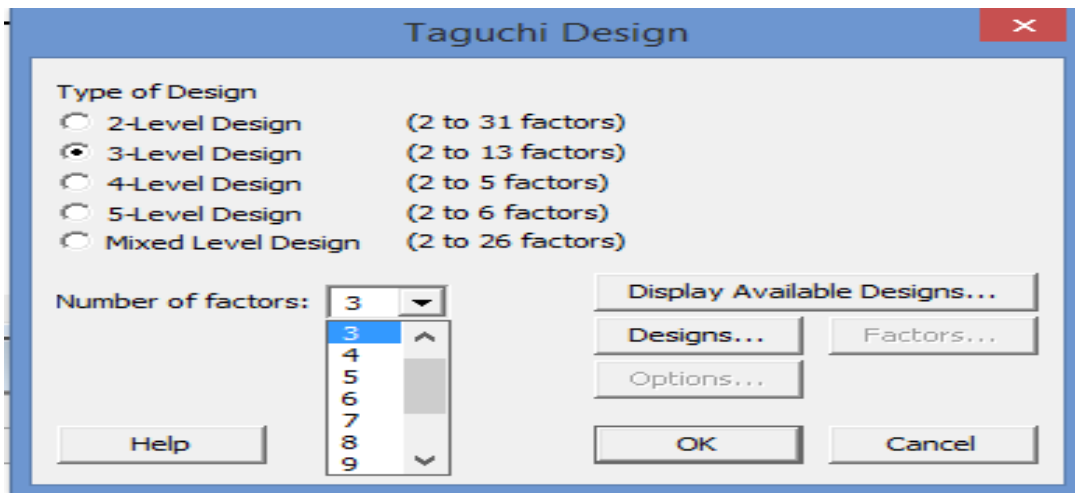 Taguchi Design
Type of Design
2-Level Design (2 to 31 factors)
3-Level Design (2 to 13 factors)
4-Level Design (2 to 5 factors)
5-Level Design (2 to 6 factors)
Mixed Level Design (2 to 26 factors)
Number of factors: 3
3
4
5
6
7
8
9
Display Available Designs...
Designs... Factors...
Options...
Help OK Cancel